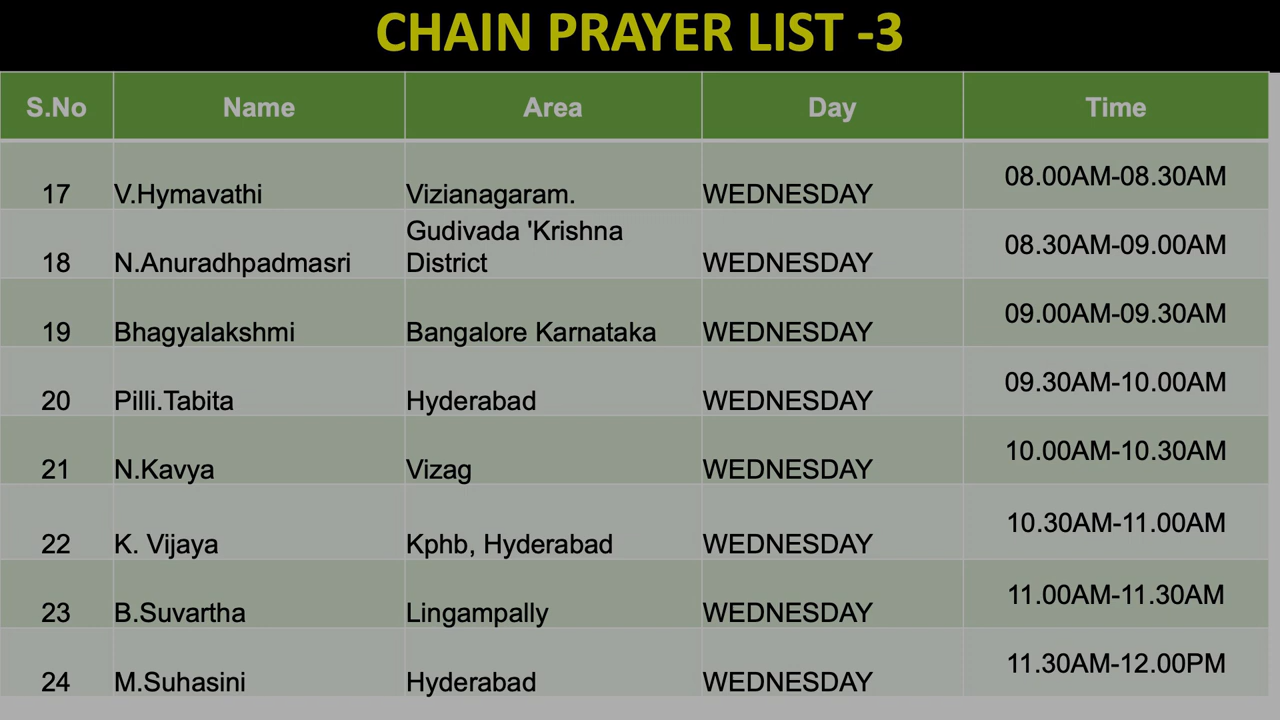 CHAIN PRAYER LIST -3
S.No Name Area Day Time
17 V.Hymavathi Vizianagaram. WEDNESDAY 08.00AM-08.30AM
18 N.Anuradhpadmasri Gudivada 'Krishna District WEDNESDAY 08.30AM-09.00AM
19 Bhagyalakshmi Bangalore Karnataka WEDNESDAY 09.00AM-09.30AM
20 Pilli.Tabita Hyderabad WEDNESDAY 09.30AM-10.00AM
21 N.Kavya Vizag WEDNESDAY 10.00AM-10.30AM
22 K. Vijaya Kphb, Hyderabad WEDNESDAY 10.30AM-11.00AM
23 B.Suvartha Lingampally WEDNESDAY 11.00AM-11.30AM
24 M.Suhasini Hyderabad WEDNESDAY 11.30AM-12.00PM